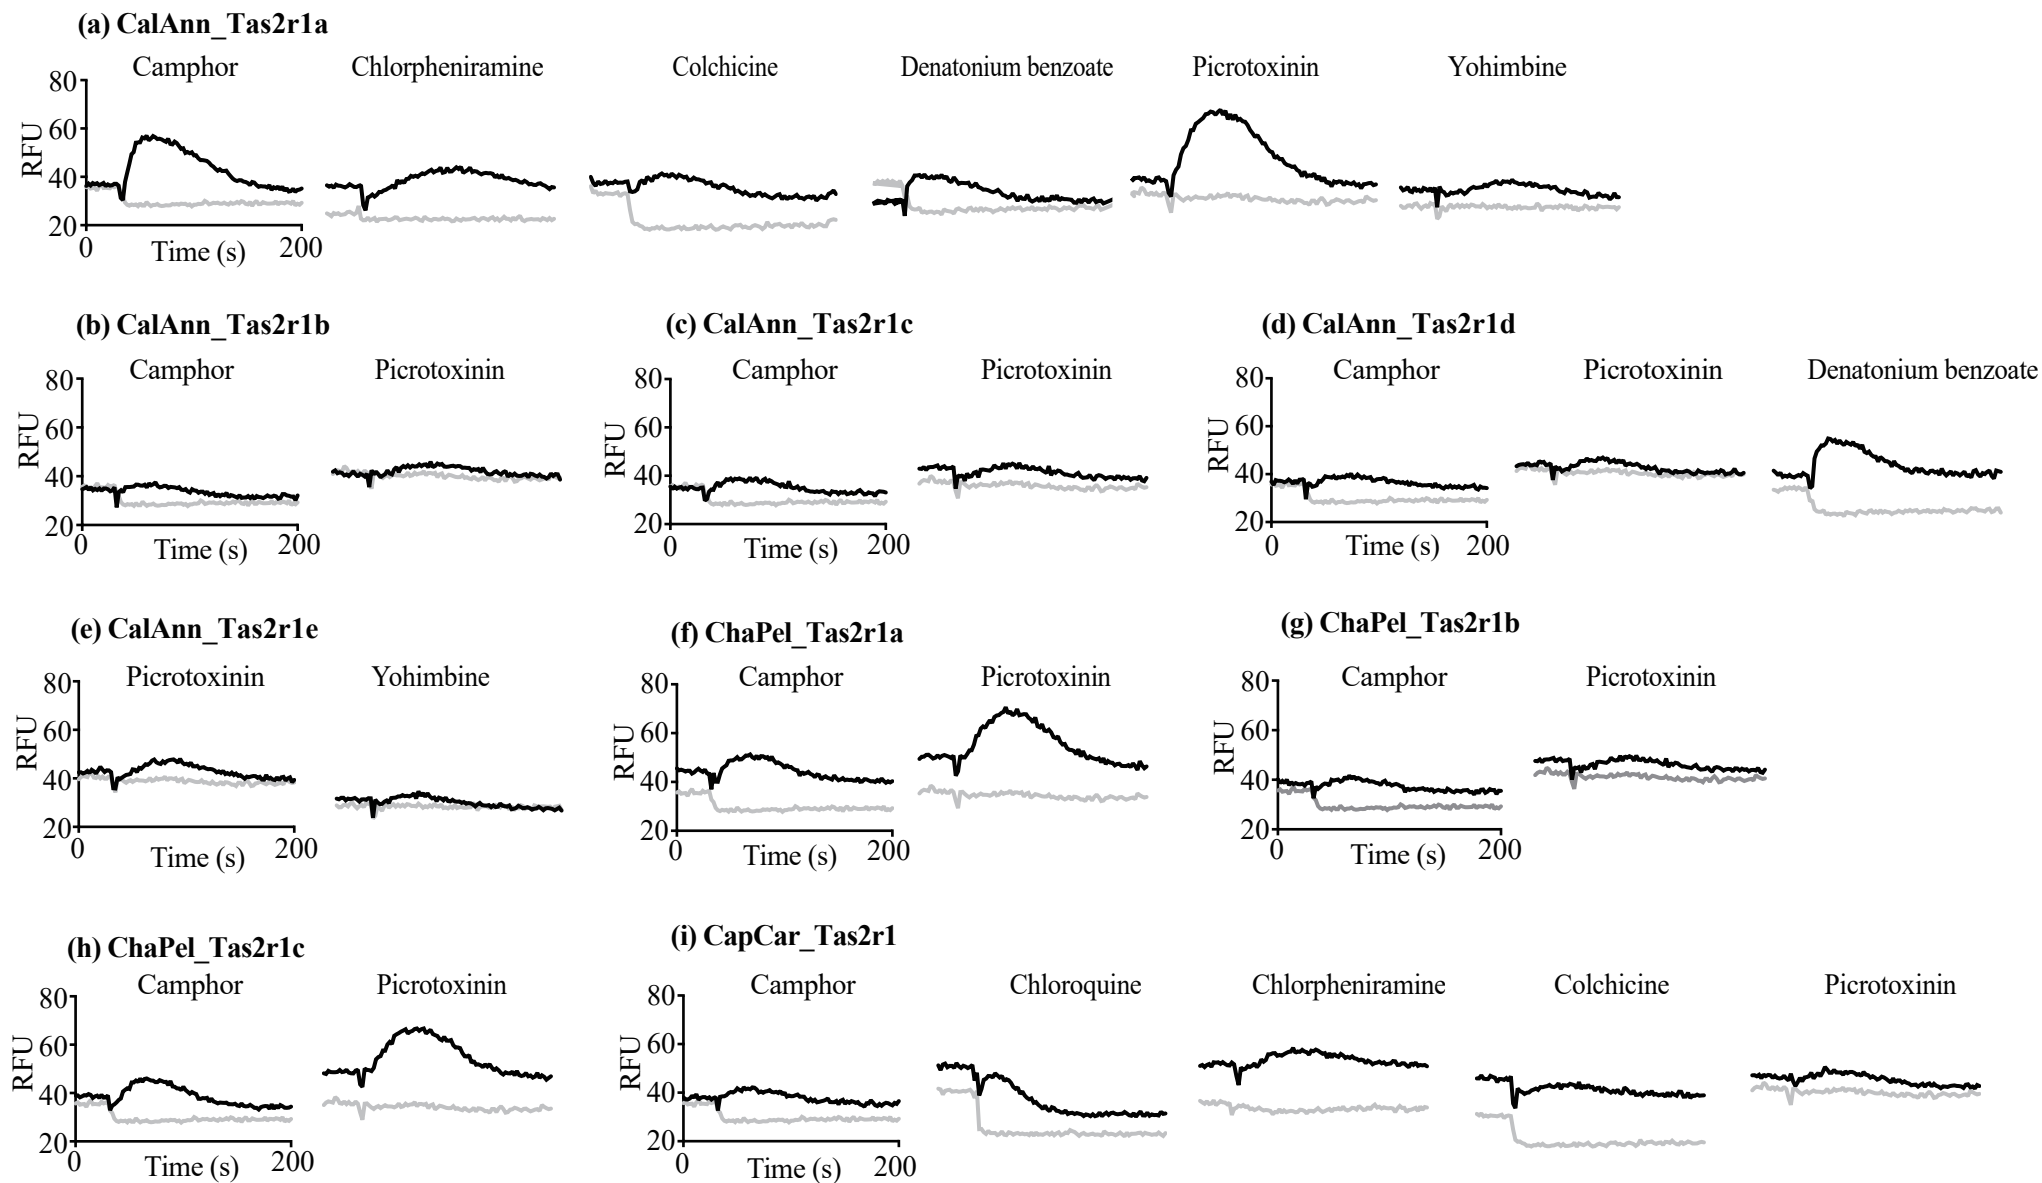 (a) CalAnn_Tas2r1a
Camphor Chlorpheniramine Colchicine Denatonium benzoate Picrotoxinin Yohimbine
80
60
40
20
RFU
0 Time (s) 200
(b) CalAnn_Tas2r1b
Camphor Picrotoxinin
80
60
40
20
RFU
0 Time (s) 200
(c) CalAnn_Tas2r1c
Camphor Picrotoxinin
80
60
40
20
RFU
0 Time (s) 200
(d) CalAnn_Tas2r1d
Camphor Picrotoxinin Denatonium benzoate
80
60
40
20
RFU
0 Time (s) 200
(e) CalAnn_Tas2r1e
Picrotoxinin Yohimbine
80
60
40
20
RFU
0 Time (s) 200
(f) ChaPel_Tas2r1a
Camphor Picrotoxinin
80
60
40
20
RFU
0 Time (s) 200
(g) ChaPel_Tas2r1b
Camphor Picrotoxinin
80
60
40
20
RFU
0 Time (s) 200
(h) ChaPel_Tas2r1c
Camphor Picrotoxinin
80
60
40
20
RFU
0 Time (s) 200
(i) CapCar_Tas2r1
Camphor Chloroquine Chlorpheniramine Colchicine Picrotoxinin
80
60
40
20
RFU
0 Time (s) 200